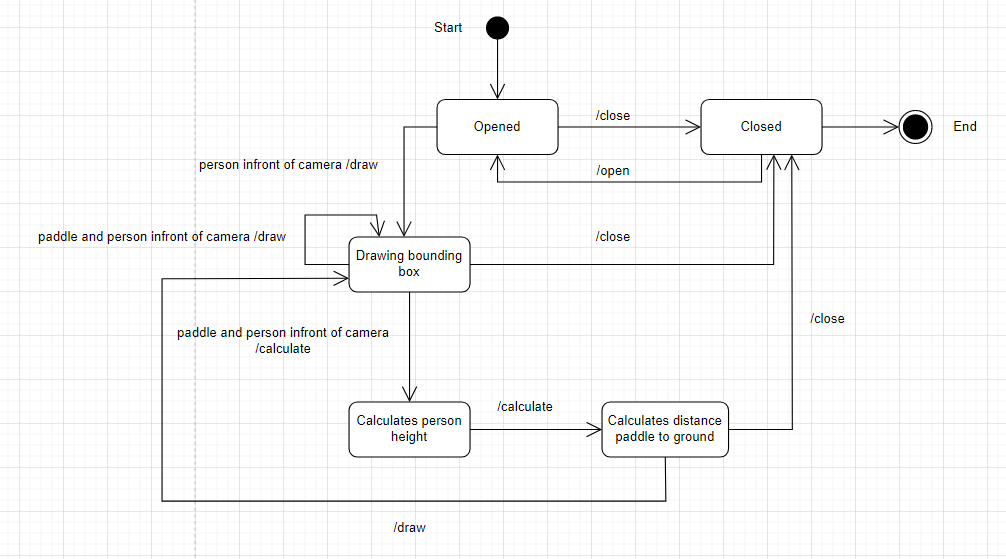 Start
Opened
/close
Closed
End
person infront of camera /draw
/open
paddle and person infront of camera /draw
/close
Drawing bounding
box
paddle and person infront of camera
/calculate
/close
Calculates person
height
/calculate
Calculates distance
paddle to ground
/draw